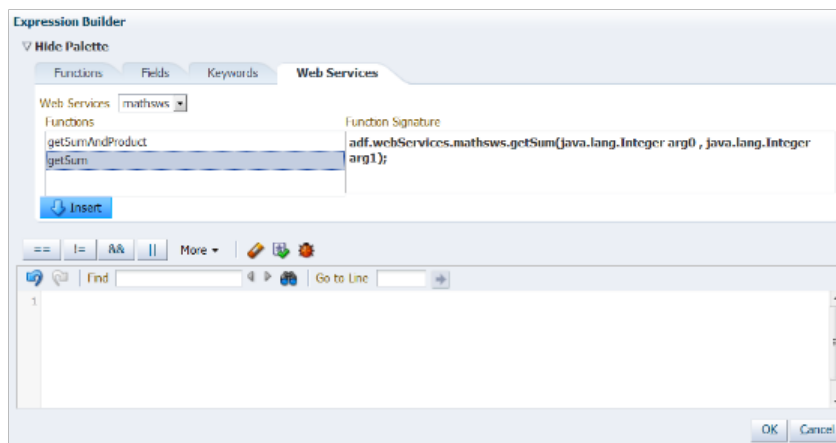 Expression Builder
Hide Palette
Functions Fields Keywords Web Services
Web Services mathsws
Functions Function Signature
getSumAndProduct adf.webServices.mathsws.getSum(java.lang.Integer arg0 , java.lang.Integer
getSum arg1);
Insert
== != && || More
Find Go to Line
1
OK Cancel